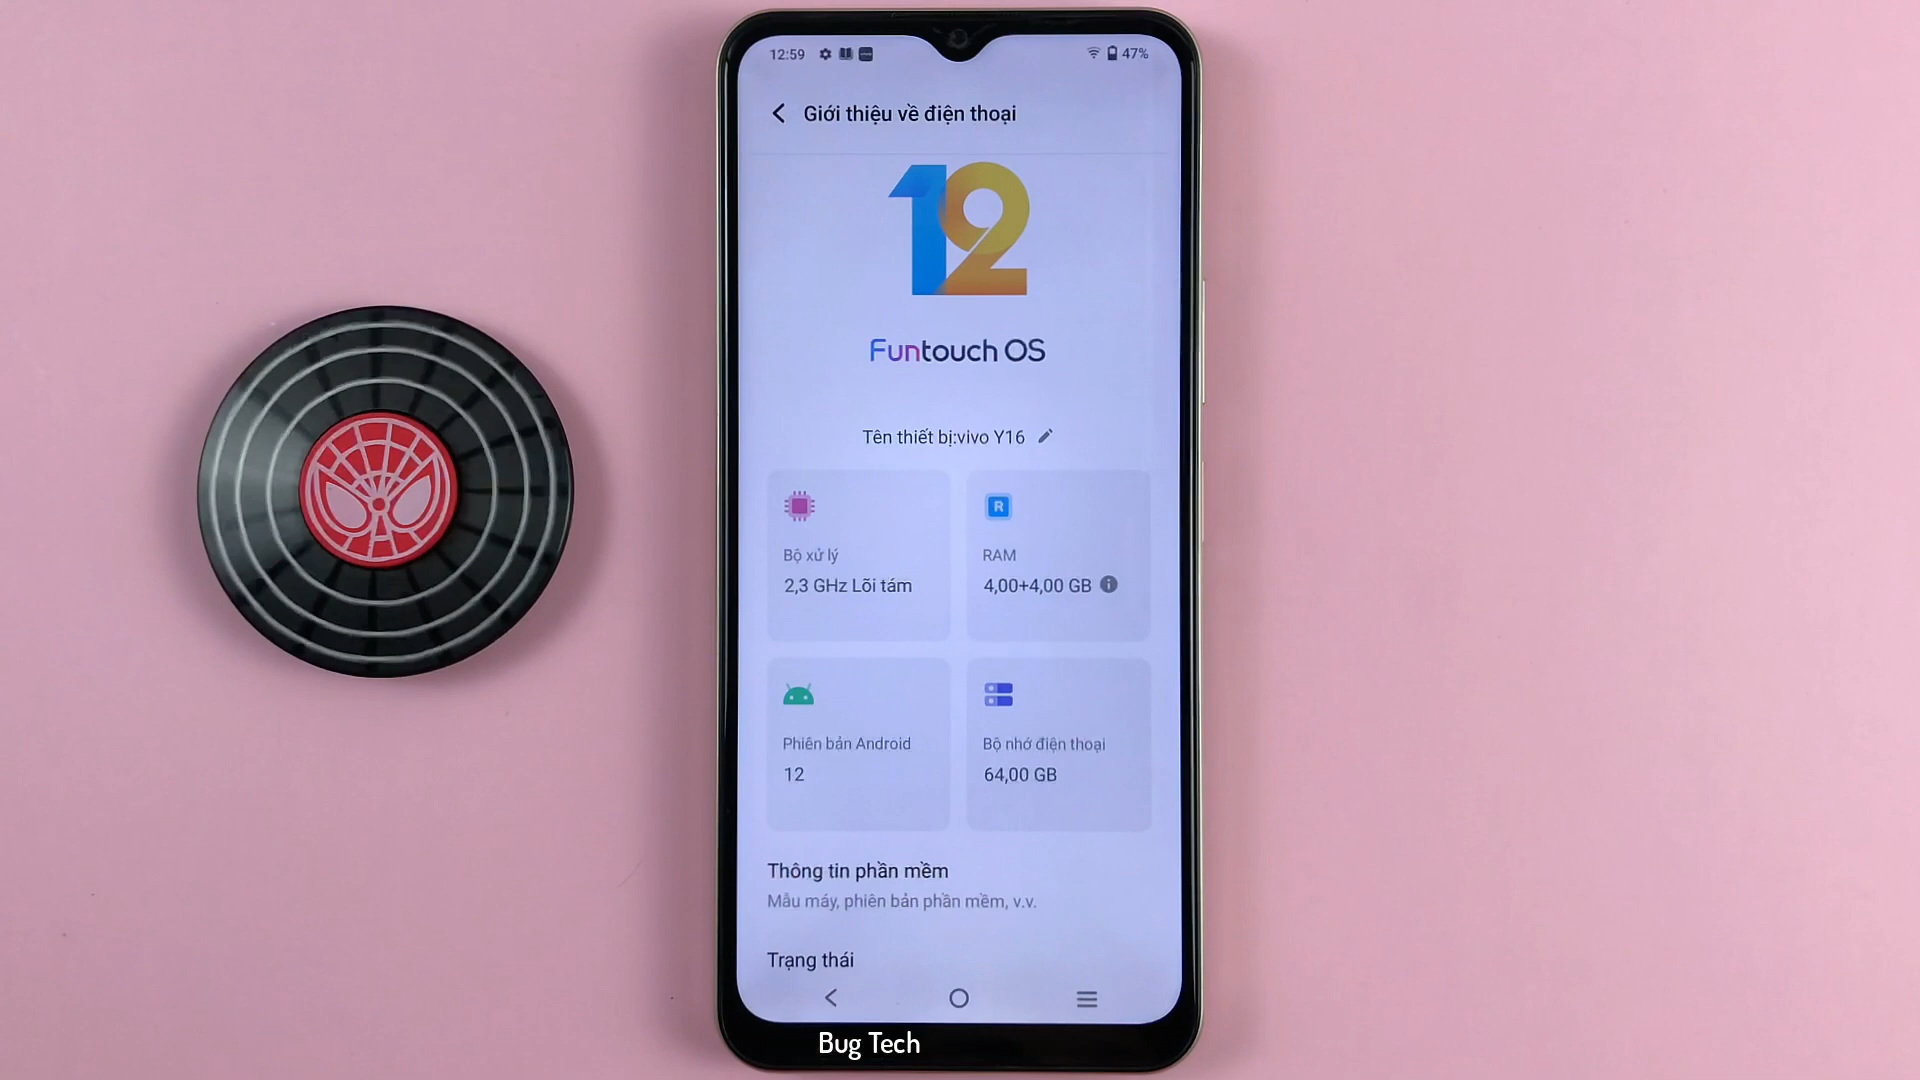 12:59
47%
Giới thiệu về điện thoại
12
Funtouch OS
Tên thiết bị:vivo Y16
Bộ xử lý
2,3 GHz Lõi tám
R
RAM
4,00+4,00 GB
Phiên bản Android
12
Bộ nhớ điện thoại
64,00 GB
Thông tin phần mềm
Mẫu máy, phiên bản phần mềm, v.v.
Trạng thái
Bug Tech